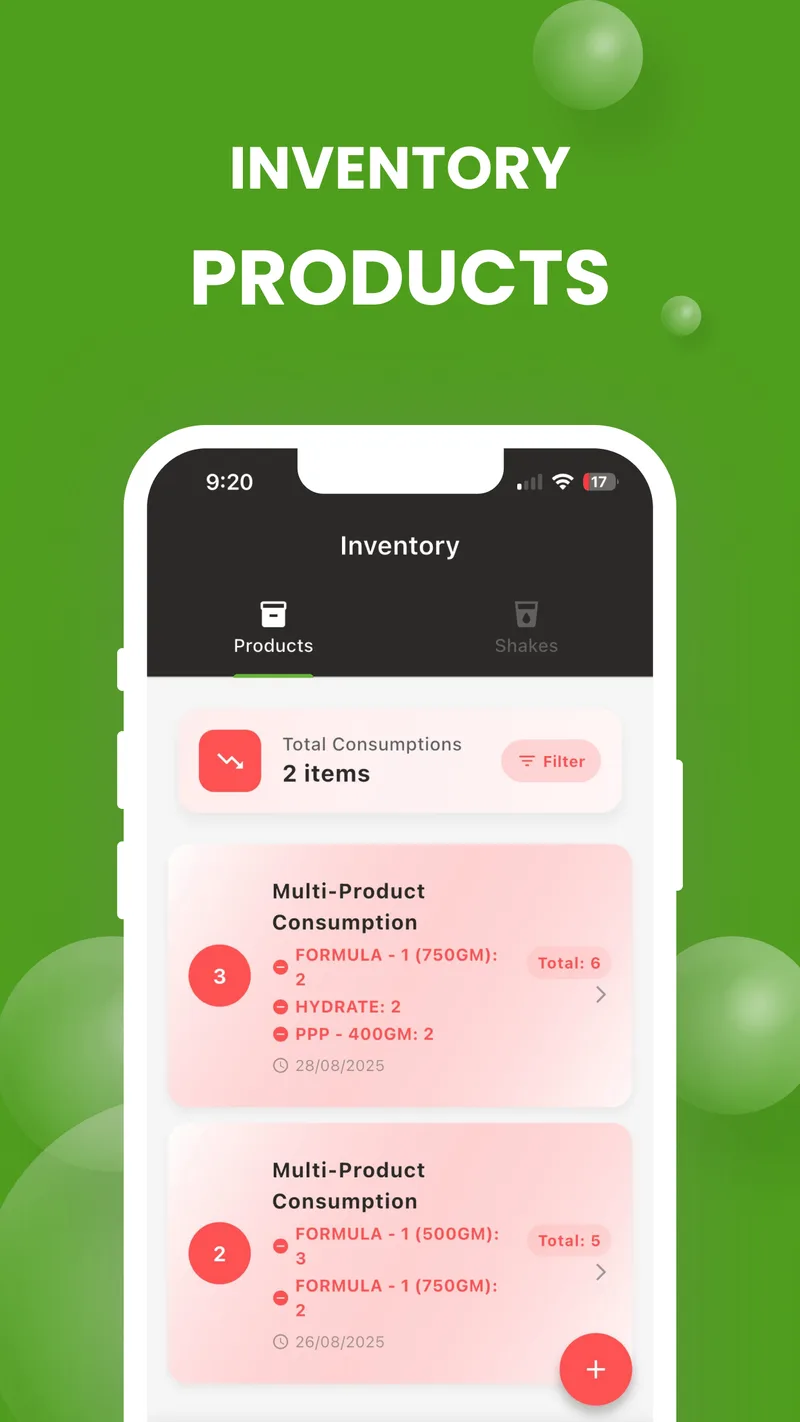 INVENTORY
PRODUCTS
9:20
17
Inventory
Products
Shakes
Total Consumptions
2 items
Filter
Multi-Product
Consumption
3
FORMULA - 1 (750GM):
2
Total: 6
HYDRATE: 2
PPP - 400GM: 2
28/08/2025
Multi-Product
Consumption
2
FORMULA - 1 (500GM):
3
Total: 5
FORMULA - 1 (750GM):
2
26/08/2025
+